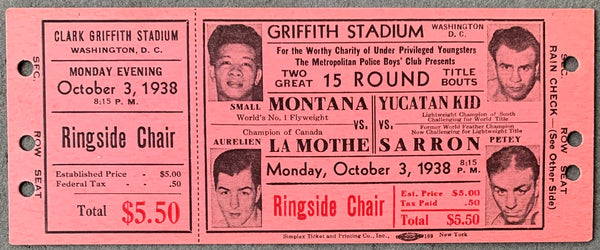 SEC. ROW SEAT
CLARK GRIFFITH STADIUM
WASHINGTON, D. C.
MONDAY EVENING
October 3, 1938
8:15 P. M.
Ringside Chair
Established Price - $5.00
Federal Tax - - .50
Total $5.50
GRIFFITH STADIUM WASHINGTON D. C.
For the Worthy Charity of Under Privileged Youngsters
The Metropolitan Police Boys' Club Presents
TWO GREAT 15 ROUND TITLE BOUTS
SMALL MONTANA
World's No. 1 Flyweight
VS.
Champion of Canada
AURELIEN LA MOTHE
YUCATAN KID
Lightweight Champion of South
Challenging for World Title
VS.
Former World Feather Champion
Now Challenging for Lightweight Title
PETEY SARRON
Monday, October 3, 1938 8:15 P. M.
Ringside Chair
Est. Price $5.00
Tax Paid .50
Total $5.50
Simplex Ticket and Printing Co., Inc., 169 New York
SEC. ROW SEAT
RAIN CHECK (See Other Side)